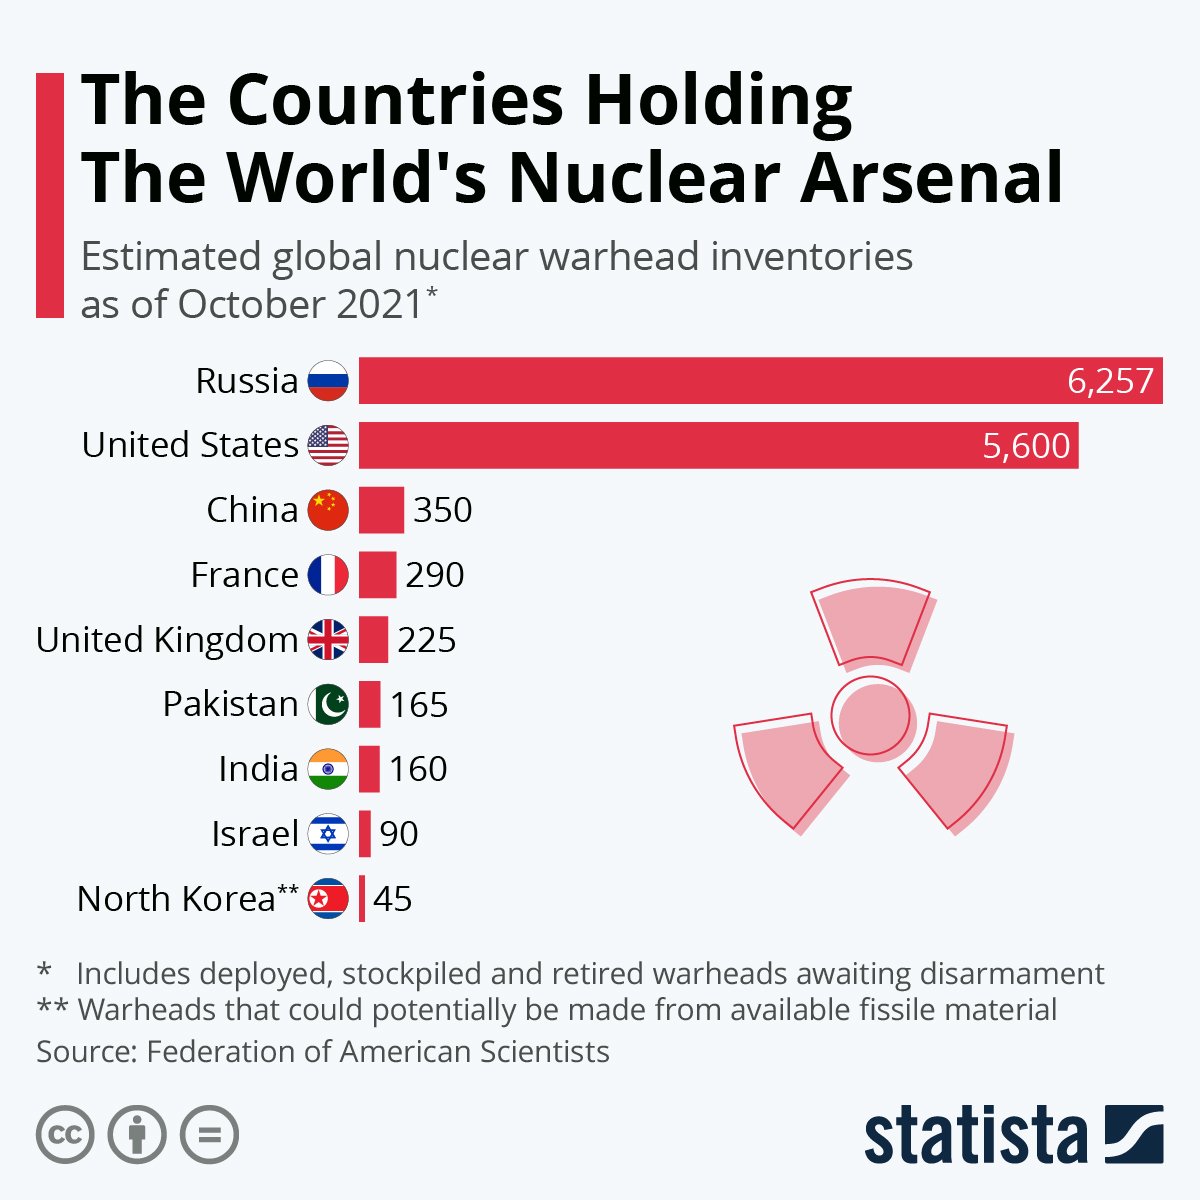 The Countries Holding
The World's Nuclear Arsenal
Estimated global nuclear warhead inventories
as of October 2021*
Russia 6,257
United States 5,600
China 350
France 290
United Kingdom 225
Pakistan 165
India 160
Israel 90
North Korea** 45
* Includes deployed, stockpiled and retired warheads awaiting disarmament
** Warheads that could potentially be made from available fissile material
Source: Federation of American Scientists
cc =
statista